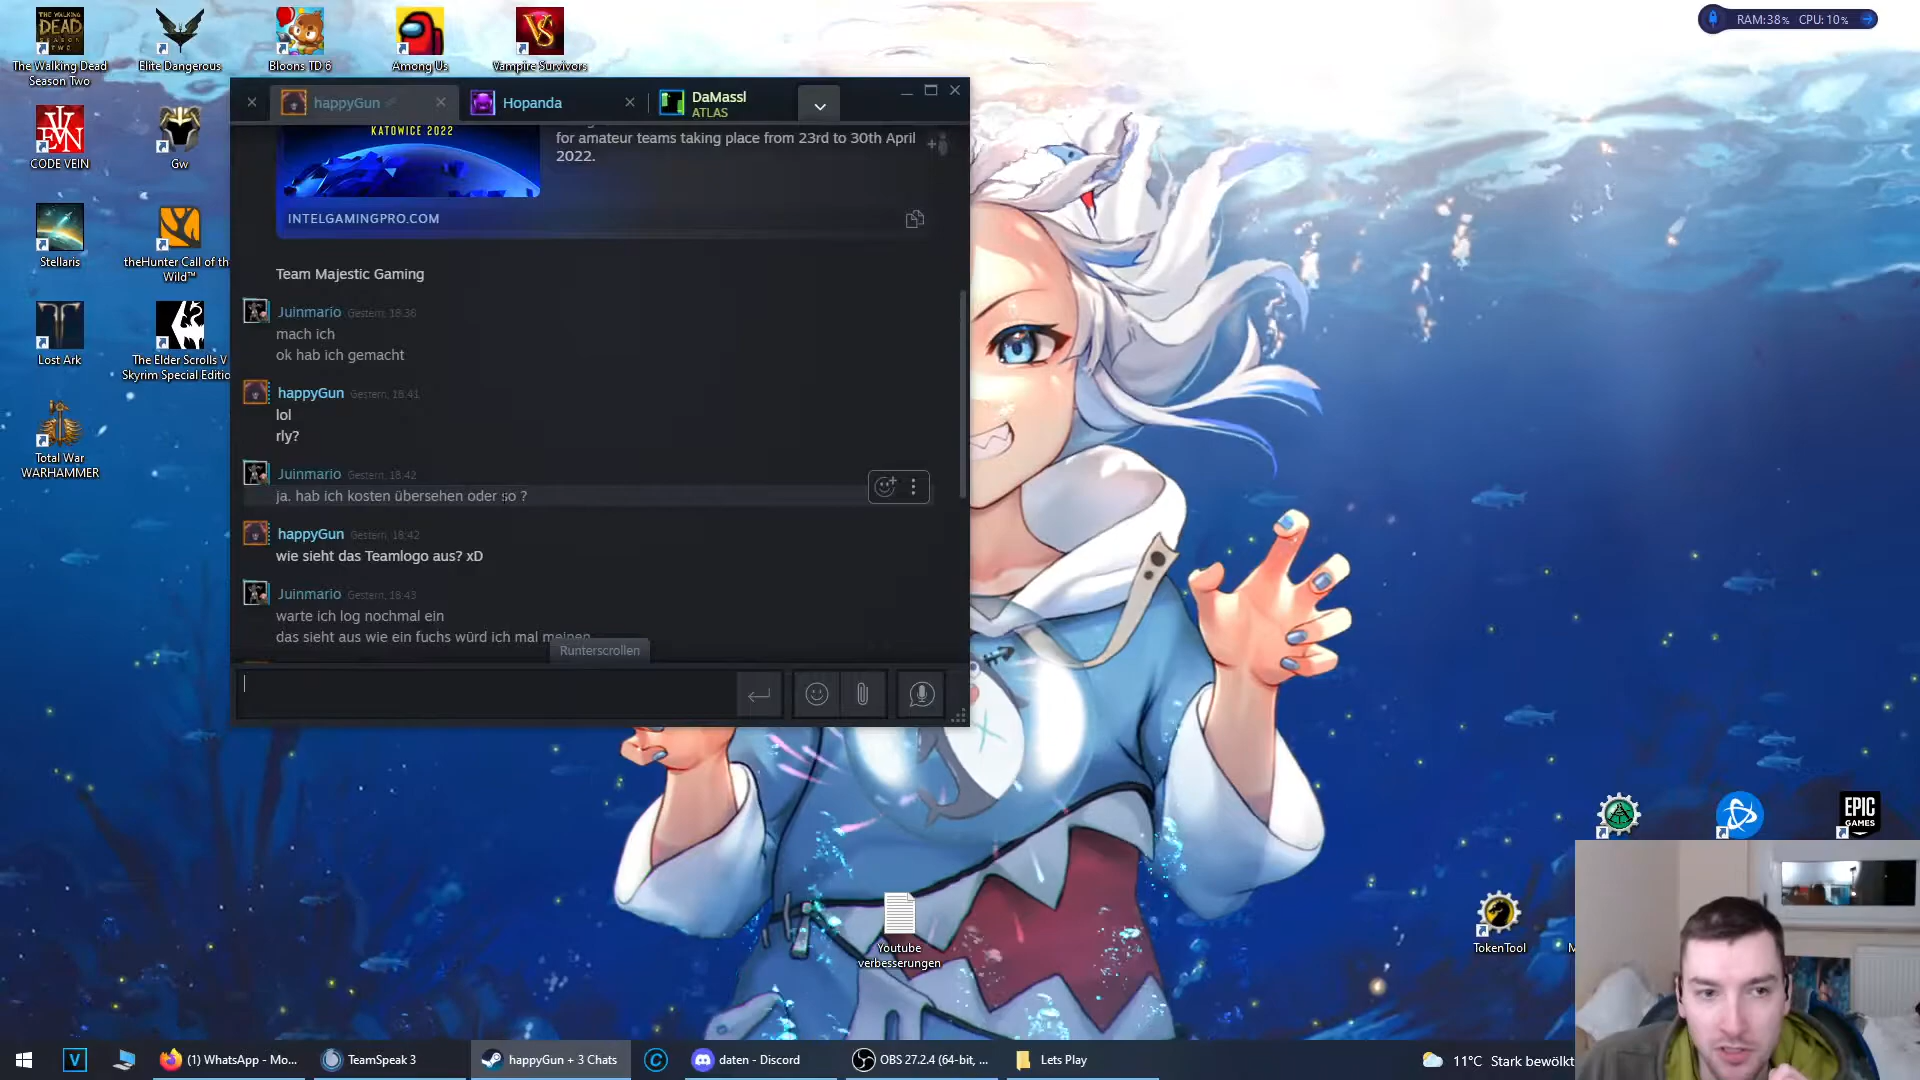 The Walking Dead
Season Two
Elite Dangerous
Bloons TD 6
Among Us
Vampire Survivors
RAM:38% CPU:10%
happyGun
Hopanda
DaMassl
ATLAS
CODE VEIN
Gw
KATOWICE 2022
for amateur teams taking place from 23rd to 30th April
2022.
INTELGAMINGPRO.COM
Stellaris
theHunter Call of th
Wild™
Team Majestic Gaming
Juinmario Gestern, 18:36
mach ich
ok hab ich gemacht
Lost Ark
The Elder Scrolls V
Skyrim Special Editio
happyGun Gestern, 18:41
lol
rly?
Total War
WARHAMMER
Juinmario Gestern, 18:42
ja. hab ich kosten übersehen oder so ?
happyGun Gestern, 18:42
wie sieht das Teamlogo aus? xD
Juinmario Gestern, 18:43
warte ich log nochmal ein
das sieht aus wie ein fuchs würd ich mal meinen
Runterscrollen
EPIC
GAMES
Youtube
verbesserungen
TokenTool
(1) WhatsApp - Mo...
TeamSpeak 3
happyGun + 3 Chats
daten - Discord
OBS 27.2.4 (64-bit, ...
Lets Play
11°C Stark bewölkt